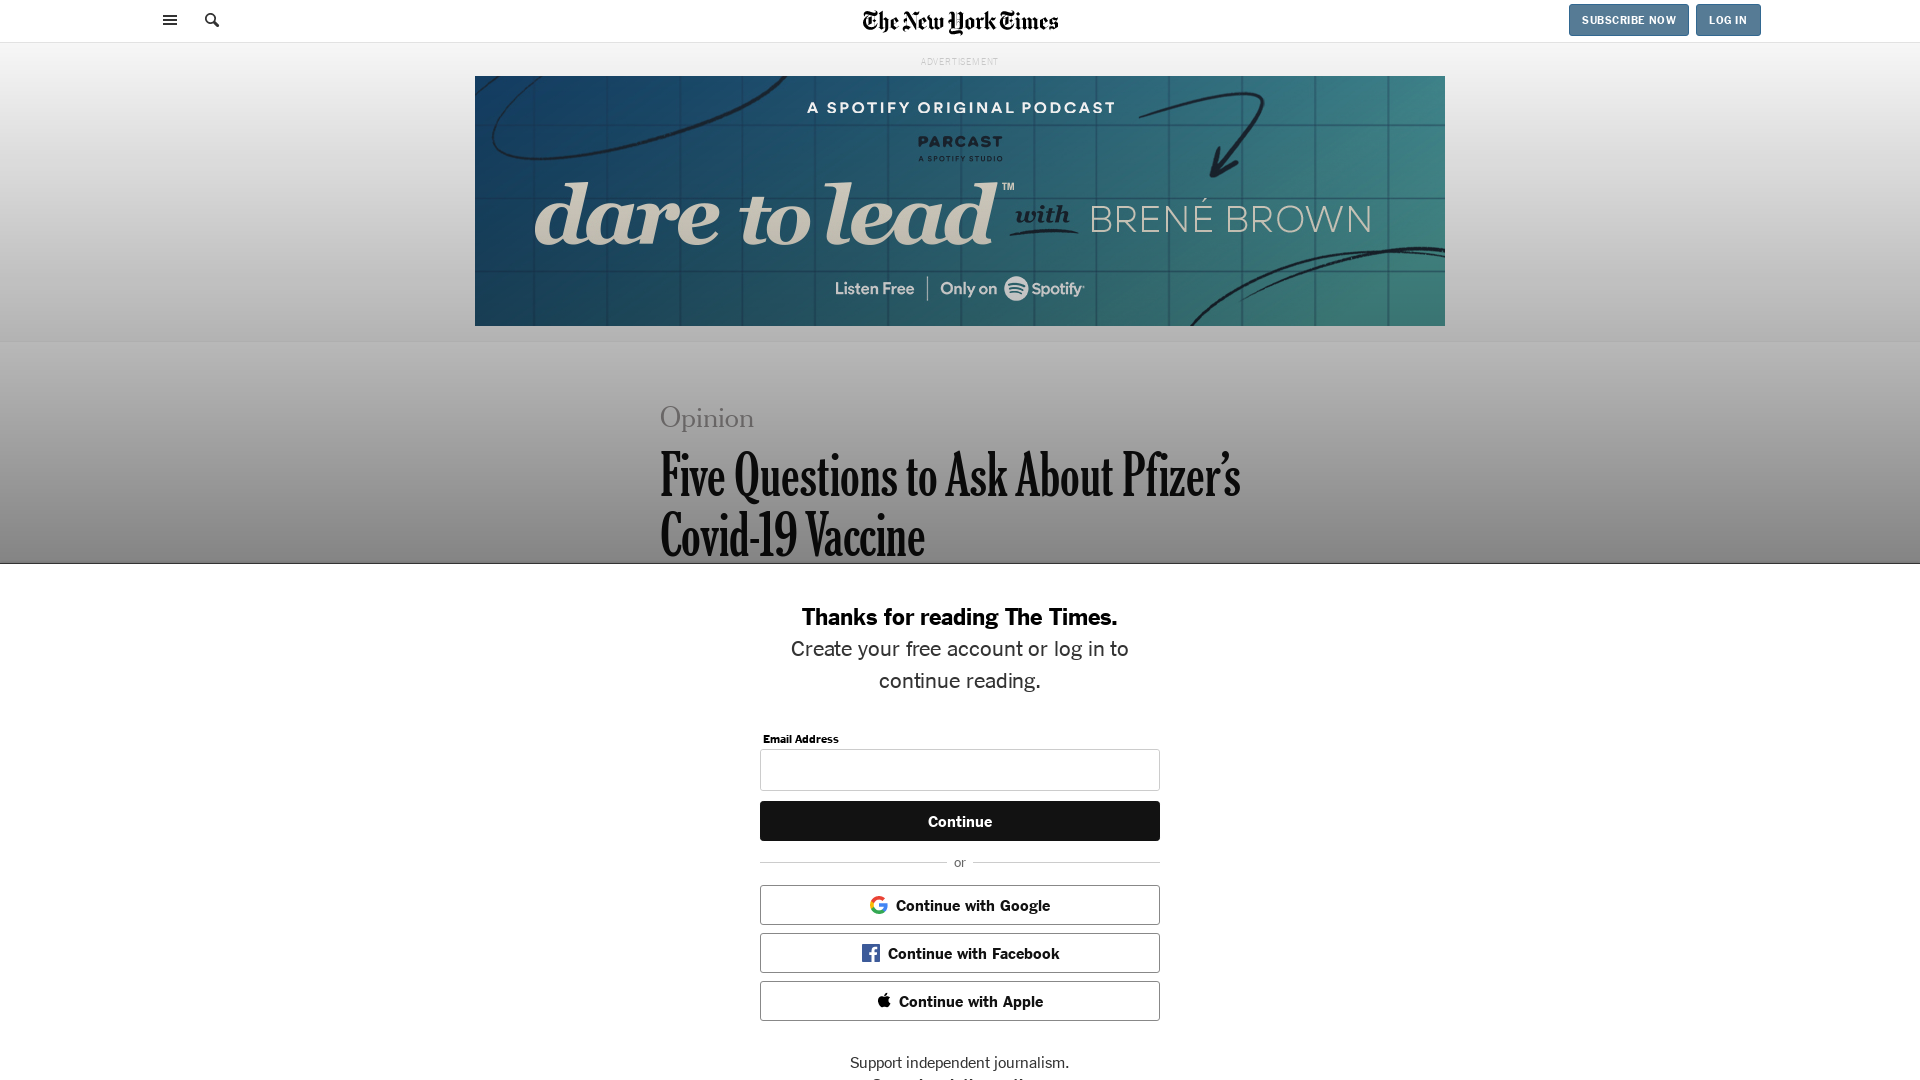 The New York Times
SUBSCRIBE NOW
LOG IN
ADVERTISEMENT
A SPOTIFY ORIGINAL PODCAST
PARCAST
A SPOTIFY STUDIO
dare to lead™ with BRENÉ BROWN
Listen Free | Only on Spotify
Opinion
Five Questions to Ask About Pfizer’s
Covid-19 Vaccine
Thanks for reading The Times.
Create your free account or log in to
continue reading.
Email Address
Continue
or
Continue with Google
Continue with Facebook
Continue with Apple
Support independent journalism.